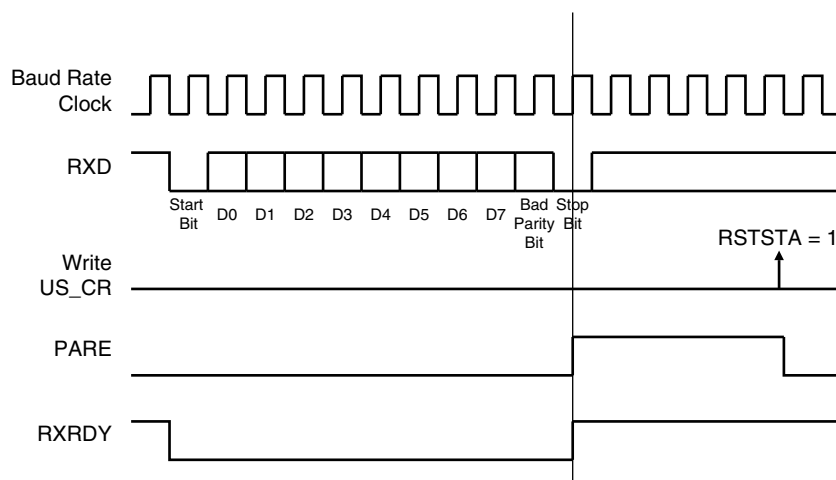 Baud Rate
Clock
RXD
Start
Bit
D0 D1 D2 D3 D4 D5 D6 D7
Bad
Parity
Bit
Stop
Bit
RSTSTA = 1
Write
US_CR
PARE
RXRDY